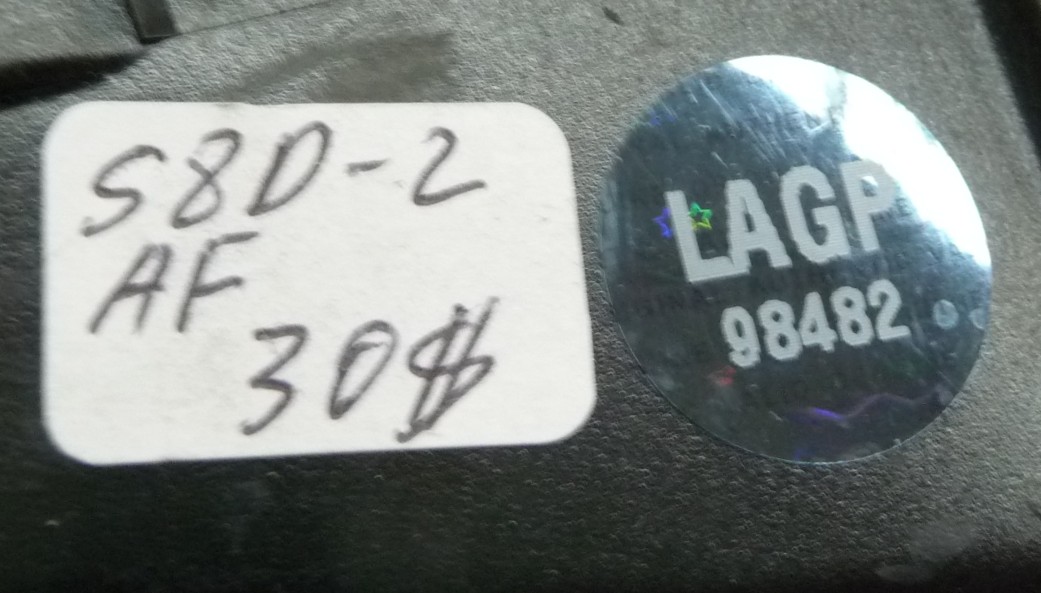 S8D-2
AF
30$
LAGP
98482